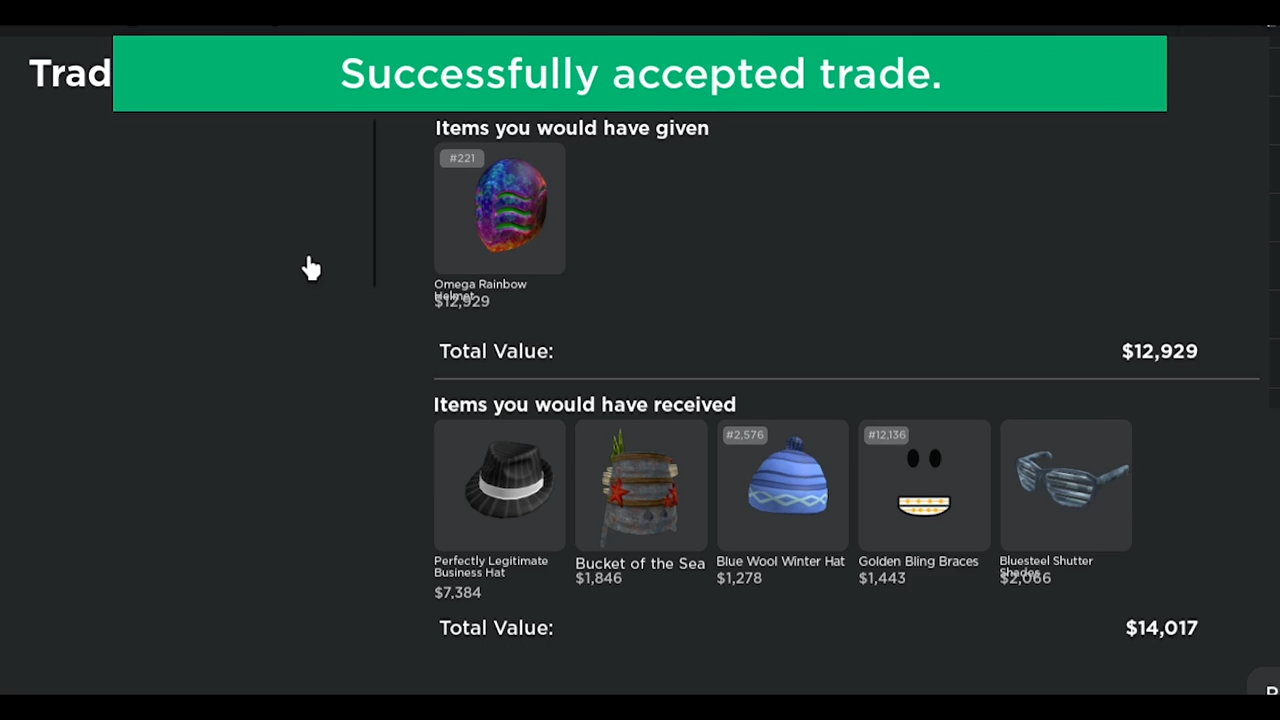 Trad
Successfully accepted trade.
Items you would have given
#221
Omega Rainbow
Helmet
$12,929
Total Value:
$12,929
Items you would have received
#2,576
#12,136
Perfectly Legitimate
Business Hat
$7,384
Bucket of the Sea
$1,846
Blue Wool Winter Hat
$1,278
Golden Bling Braces
$1,443
Bluesteel Shutter
Shades
$2,066
Total Value:
$14,017